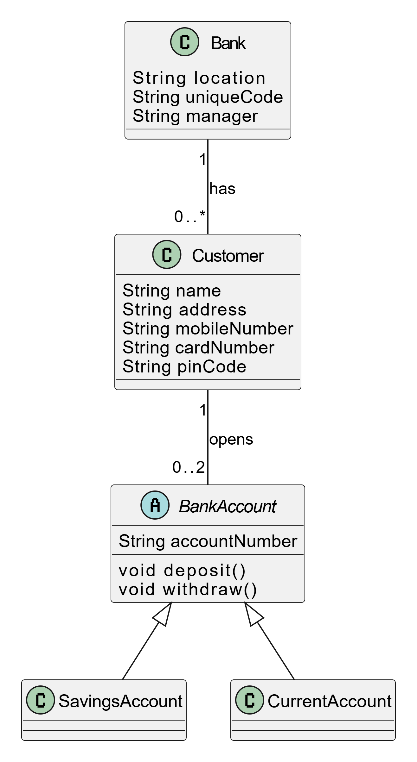 C Bank
String location
String uniqueCode
String manager
1
has
0..*
C Customer
String name
String address
String mobileNumber
String cardNumber
String pinCode
1
opens
0..2
A BankAccount
String accountNumber
void deposit()
void withdraw()
C SavingsAccount
C CurrentAccount